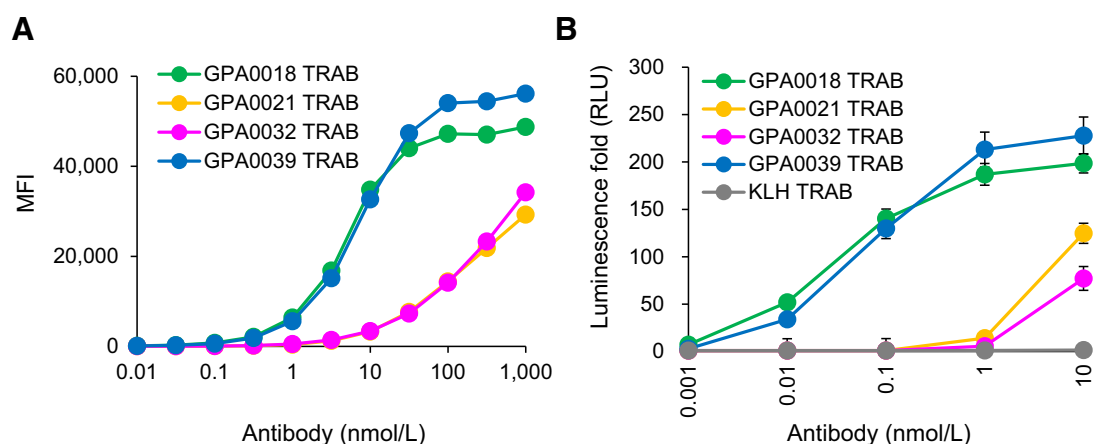 A
MFI
60,000
40,000
20,000
0
GPA0018 TRAB
GPA0021 TRAB
GPA0032 TRAB
GPA0039 TRAB
0.01
0.1
1
10
100
1,000
Antibody (nmol/L)
B
Luminescence fold (RLU)
300
250
200
150
100
50
0
GPA0018 TRAB
GPA0021 TRAB
GPA0032 TRAB
GPA0039 TRAB
KLH TRAB
0.001
0.01
0.1
1
10
Antibody (nmol/L)